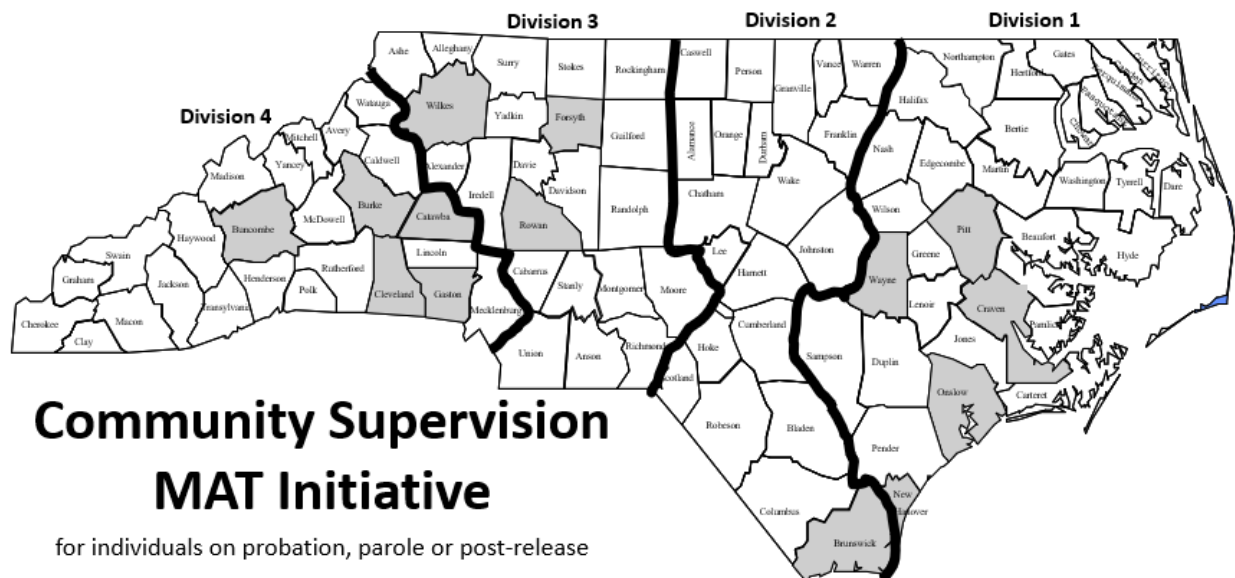 Division 3
Division 2
Division 1
Division 4
Ashe
Alleghany
Surry
Stokes
Rockingham
Caswell
Person
Granville
Vance
Warren
Northampton
Gates
Hertford
Currituck
Camden
Pasquotank
Chowan
Halifax
Bertie
Watauga
Wilkes
Yadkin
Forsyth
Guilford
Alamance
Orange
Durham
Franklin
Nash
Edgecombe
Martin
Washington
Tyrrell
Dare
Mitchell
Avery
Yancey
Caldwell
Alexander
Davie
Iredell
Davidson
Randolph
Chatham
Wake
Wilson
Madison
Buncombe
McDowell
Burke
Catawba
Rowan
Lee
Johnston
Greene
Pitt
Beaufort
Hyde
Haywood
Swain
Graham
Jackson
Henderson
Rutherford
Polk
Cleveland
Lincoln
Gaston
Cabarrus
Stanly
Moore
Harnett
Wayne
Lenoir
Craven
Cherokee
Clay
Macon
Mecklenburg
Union
Anson
Richmond
Hoke
Cumberland
Sampson
Duplin
Jones
Onslow
Carteret
Robeson
Bladen
Pender
Columbus
Brunswick
New
Hanover
Community Supervision
MAT Initiative
for individuals on probation, parole or post-release